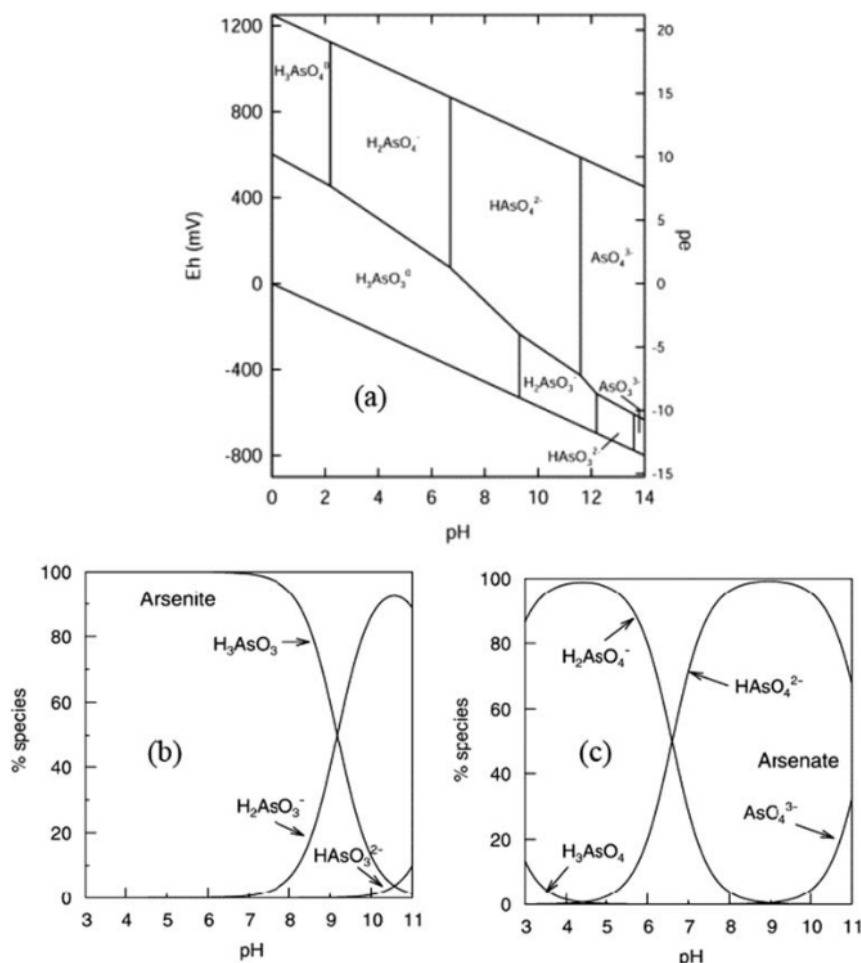 1200
800
400
0
-400
-800
Eh (mV)
20
15
10
5
0
-5
-10
-15
pe
H₃AsO₄⁰
H₂AsO₄⁻
HAsO₄²⁻
AsO₄³⁻
H₃AsO₃⁰
H₂AsO₃⁻
AsO₃³⁻
HAsO₃²⁻
(a)
0 2 4 6 8 10 12 14
pH
100
80
60
40
20
0
% species
Arsenite
H₃AsO₃
(b)
H₂AsO₃⁻
HAsO₃²⁻
3 4 5 6 7 8 9 10 11
pH
100
80
60
40
20
0
% species
H₂AsO₄⁻
HAsO₄²⁻
(c)
Arsenate
AsO₄³⁻
H₃AsO₄
3 4 5 6 7 8 9 10 11
pH